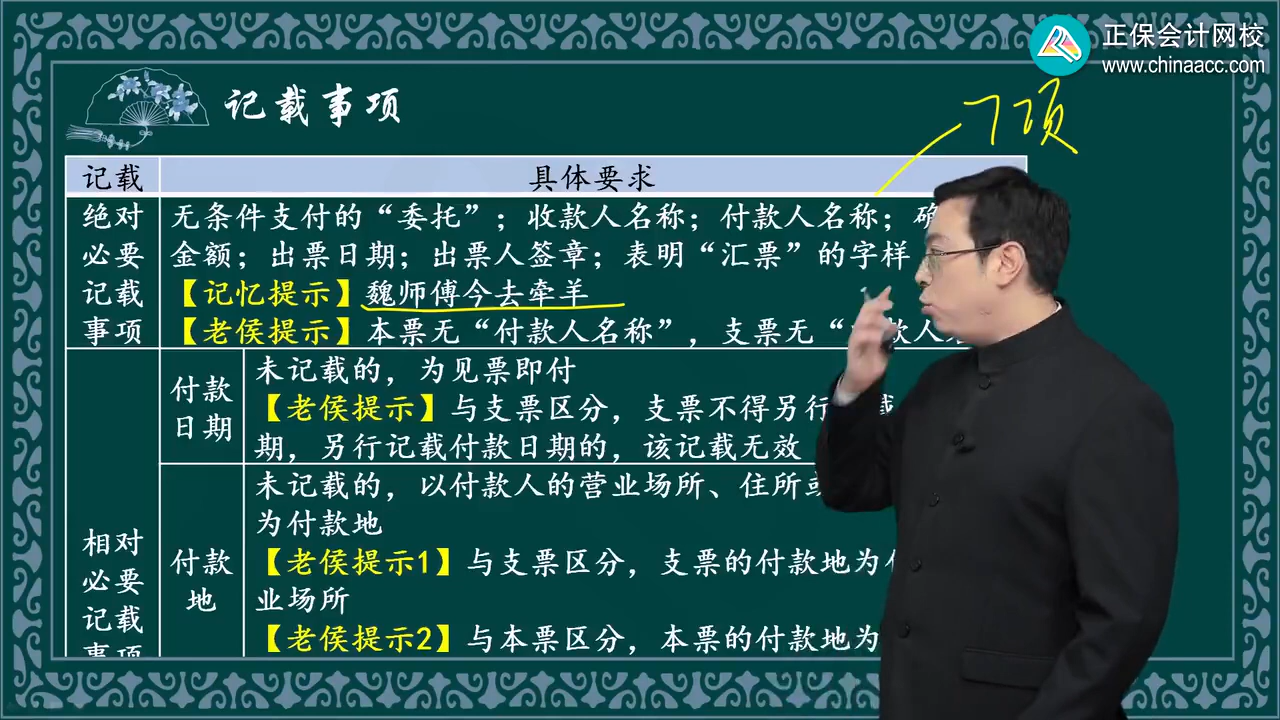 正保会计网校
www.chinaacc.com
7项
记载事项
记载
具体要求
绝对
必要
记载
事项
无条件支付的“委托”；收款人名称；付款人名称；确
金额；出票日期；出票人签章；表明“汇票”的字样
【记忆提示】魏师傅今去牵羊
【老侯提示】本票无“付款人名称”，支票无“ 款人
付款
日期
未记载的，为见票即付
【老侯提示】与支票区分，支票不得另行 载
期，另行记载付款日期的，该记载无效
相对
必要
记载
事项
付款
地
未记载的，以付款人的营业场所、住所或
为付款地
【老侯提示1】与支票区分，支票的付款地为付
业场所
【老侯提示2】与本票区分，本票的付款地为